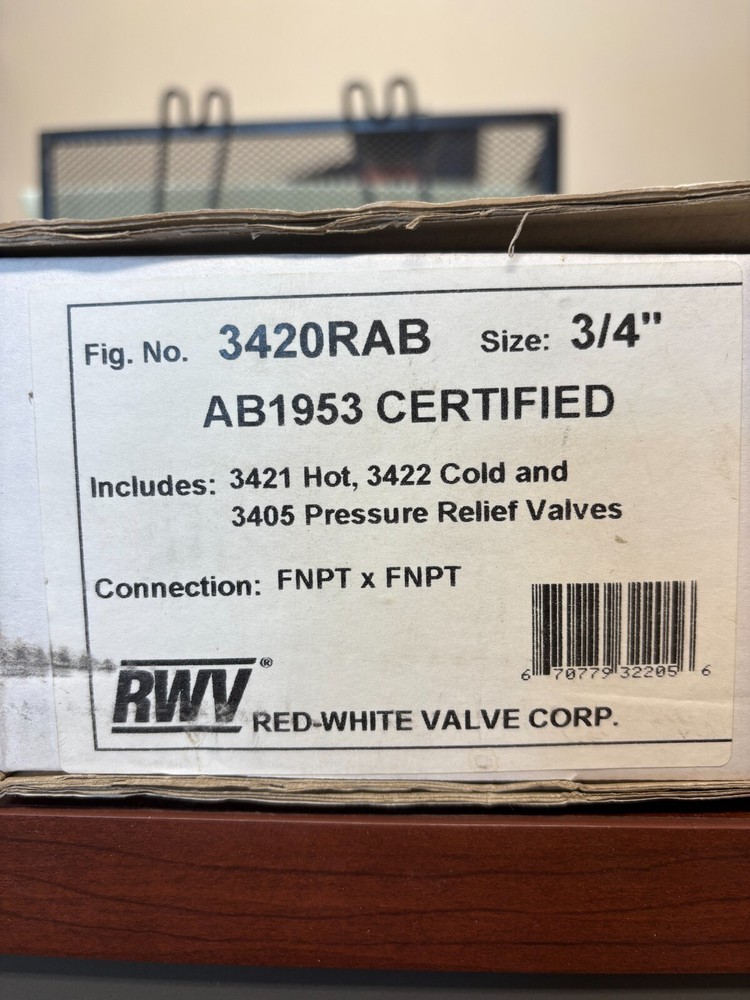 Fig. No. 3420RAB Size: 3/4"
AB1953 CERTIFIED
Includes: 3421 Hot, 3422 Cold and
3405 Pressure Relief Valves
Connection: FNPT x FNPT
6 70779 32205 6
RWV®
RED-WHITE VALVE CORP.